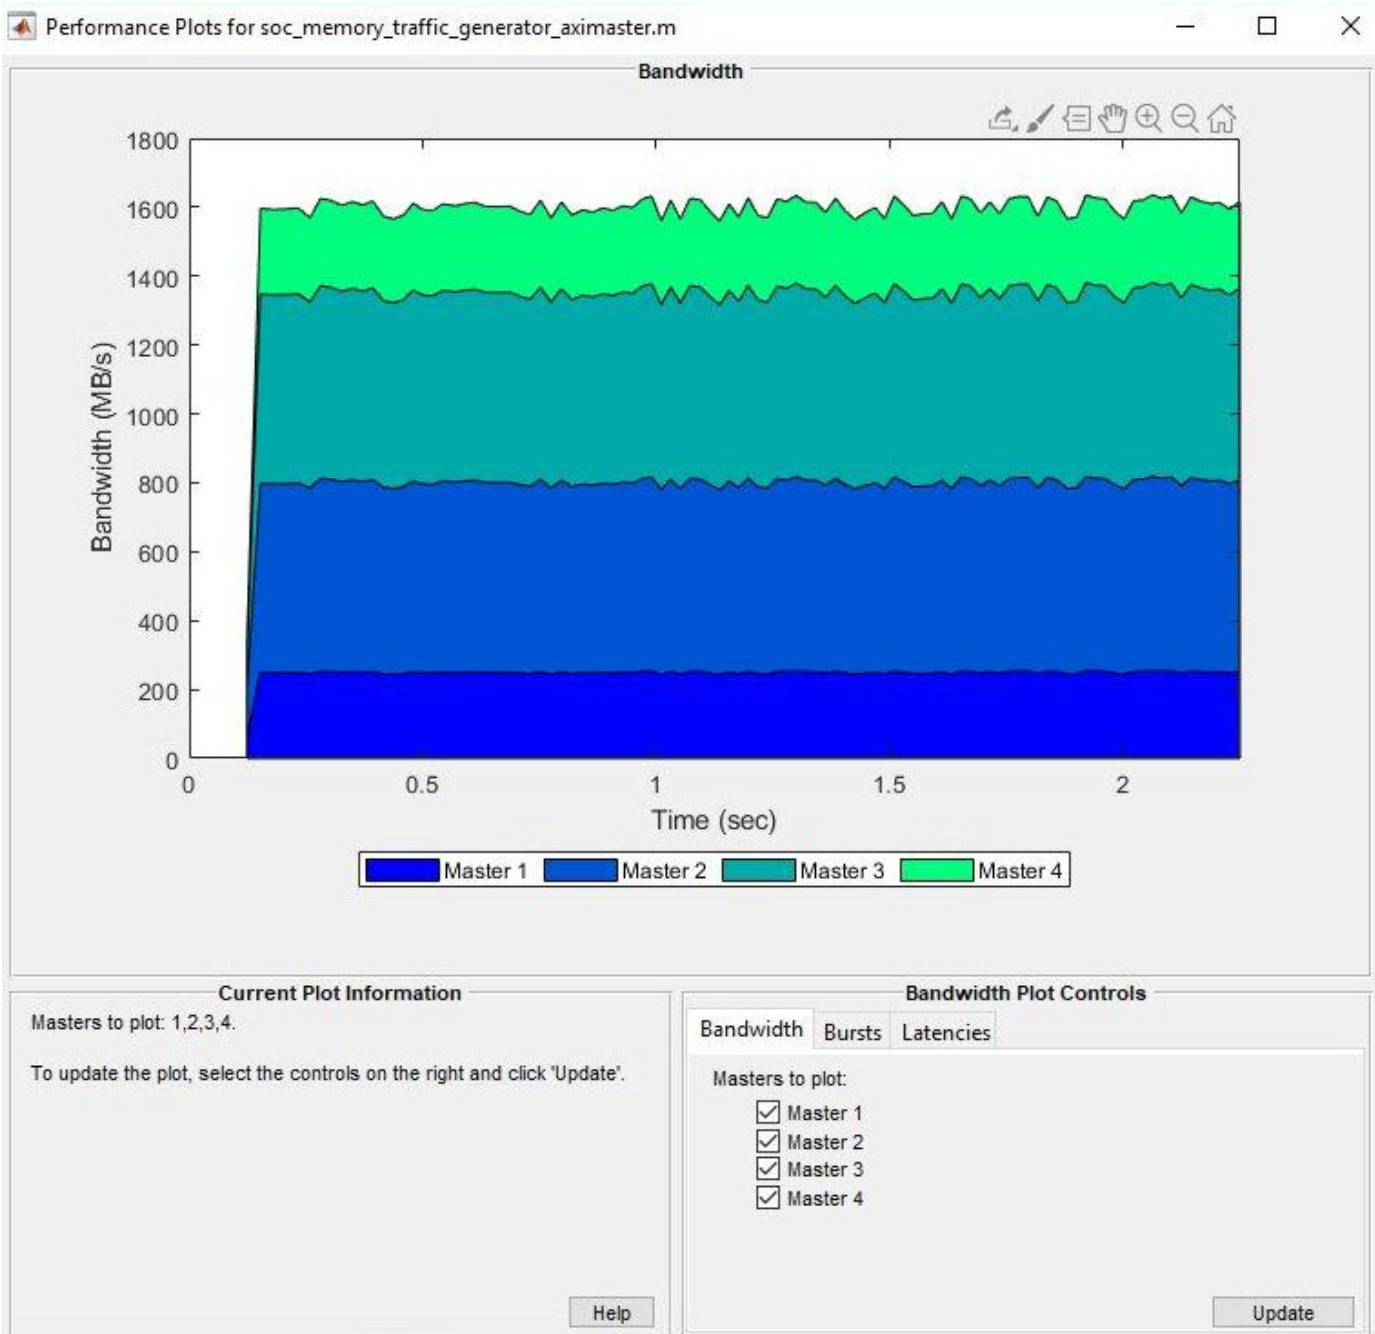 Performance Plots for soc_memory_traffic_generator_aximaster.m
Bandwidth
1800
1600
1400
1200
1000
800
600
400
200
0
Bandwidth (MB/s)
0 0.5 1 1.5 2
Time (sec)
Master 1 Master 2 Master 3 Master 4
Current Plot Information
Masters to plot: 1,2,3,4.
To update the plot, select the controls on the right and click 'Update'.
Help
Bandwidth Plot Controls
Bandwidth Bursts Latencies
Masters to plot:
Master 1
Master 2
Master 3
Master 4
Update